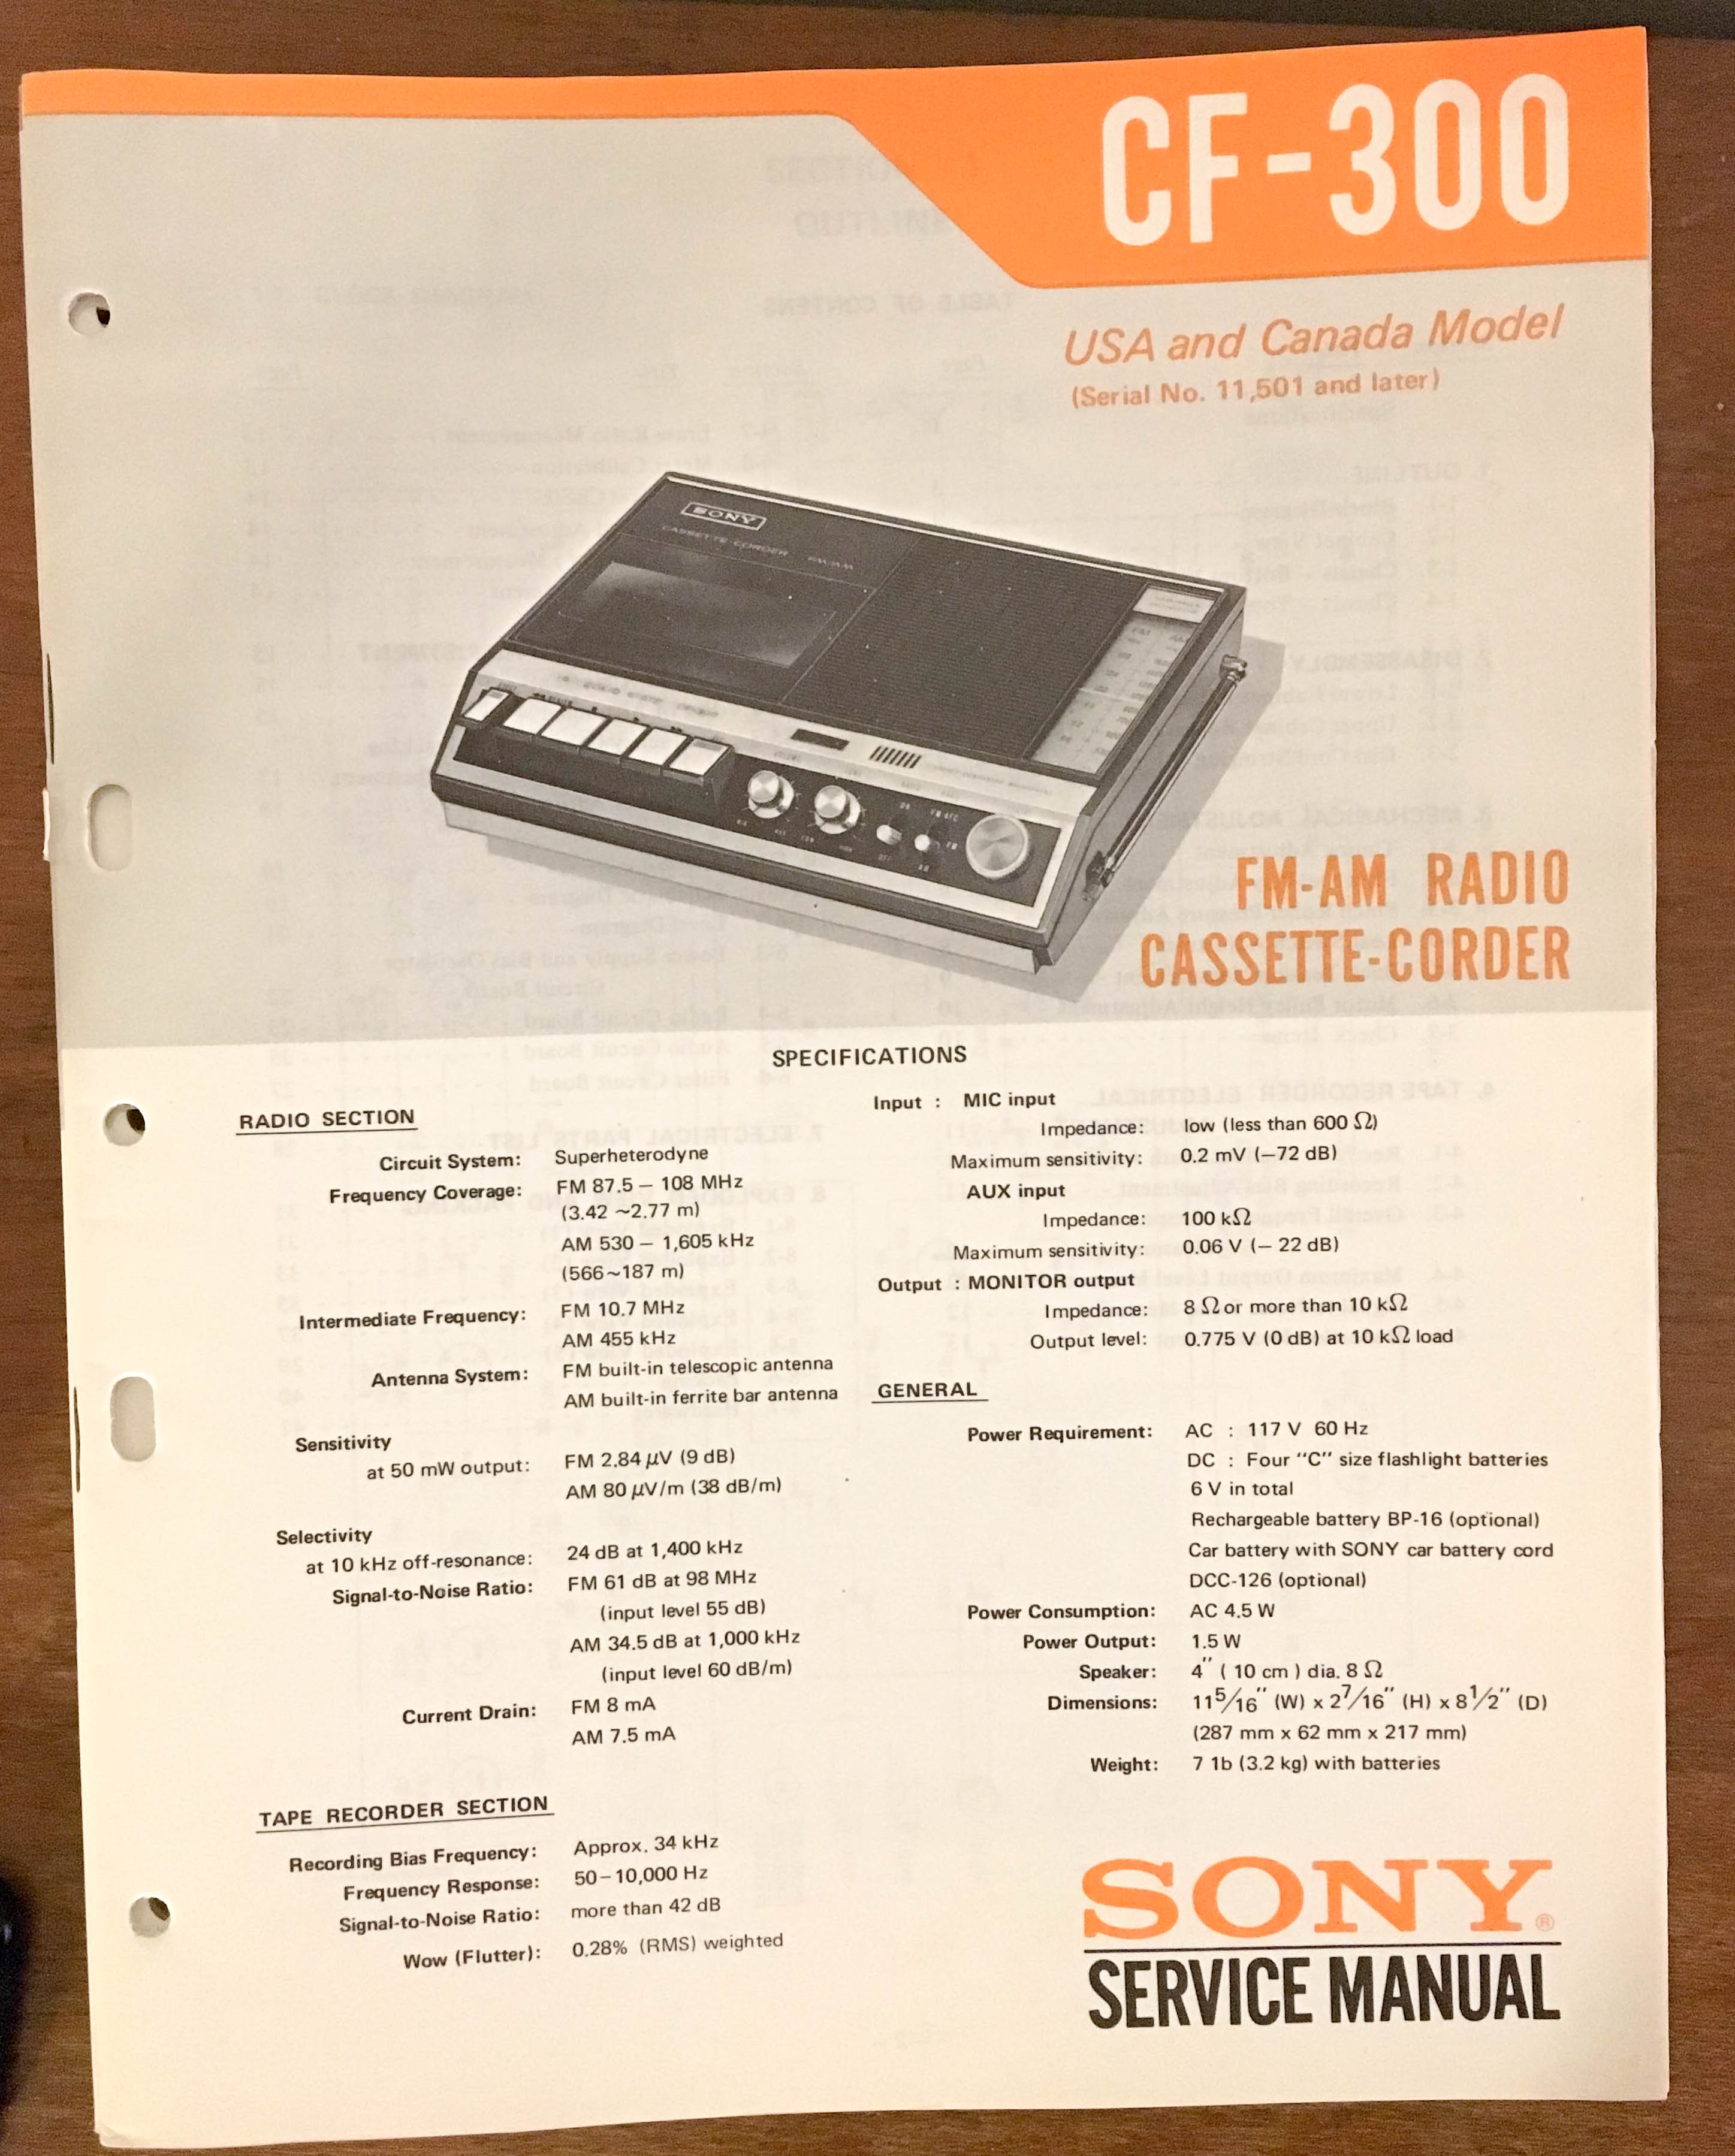 CF-300
USA and Canada Model
(Serial No. 11,501 and later)
SONY
CASSETTE-CORDER FM/AM
FM-AM RADIO
CASSETTE-CORDER
SPECIFICATIONS
RADIO SECTION
Circuit System: Superheterodyne
Frequency Coverage: FM 87.5 – 108 MHz
(3.42 ~2.77 m)
AM 530 – 1,605 kHz
(566~187 m)
Intermediate Frequency: FM 10.7 MHz
AM 455 kHz
Antenna System: FM built-in telescopic antenna
AM built-in ferrite bar antenna
Sensitivity
at 50 mW output: FM 2.84 μV (9 dB)
AM 80 μV/m (38 dB/m)
Selectivity
at 10 kHz off-resonance: 24 dB at 1,400 kHz
Signal-to-Noise Ratio: FM 61 dB at 98 MHz
(input level 55 dB)
AM 34.5 dB at 1,000 kHz
(input level 60 dB/m)
Current Drain: FM 8 mA
AM 7.5 mA
TAPE RECORDER SECTION
Recording Bias Frequency: Approx. 34 kHz
Frequency Response: 50–10,000 Hz
Signal-to-Noise Ratio: more than 42 dB
Wow (Flutter): 0.28% (RMS) weighted
Input : MIC input
Impedance: low (less than 600 Ω)
Maximum sensitivity: 0.2 mV (–72 dB)
AUX input
Impedance: 100 kΩ
Maximum sensitivity: 0.06 V (– 22 dB)
Output : MONITOR output
Impedance: 8 Ω or more than 10 kΩ
Output level: 0.775 V (0 dB) at 10 kΩ load
GENERAL
Power Requirement: AC : 117 V 60 Hz
DC : Four "C" size flashlight batteries
6 V in total
Rechargeable battery BP-16 (optional)
Car battery with SONY car battery cord
DCC-126 (optional)
Power Consumption: AC 4.5 W
Power Output: 1.5 W
Speaker: 4" ( 10 cm ) dia. 8 Ω
Dimensions: 11 5/16" (W) x 2 7/16" (H) x 8 1/2" (D)
(287 mm x 62 mm x 217 mm)
Weight: 7 1b (3.2 kg) with batteries
SONY®
SERVICE MANUAL